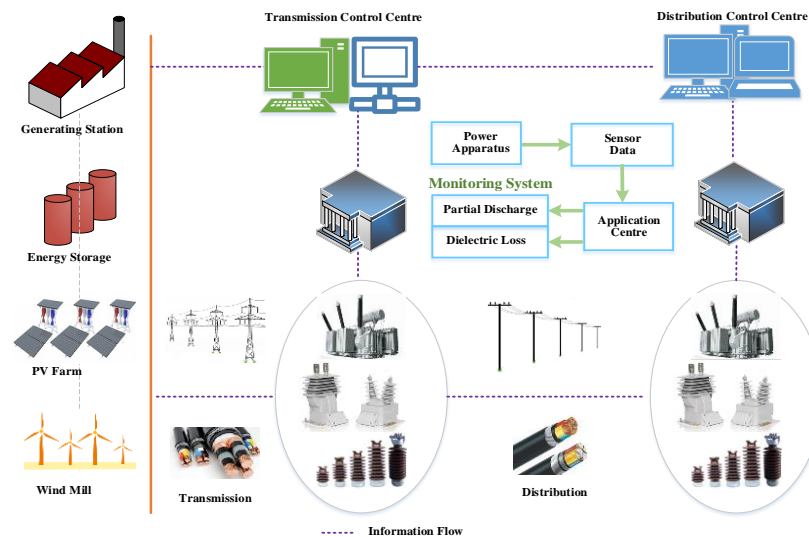 Transmission Control Centre
Distribution Control Centre
Generating Station
Power
Apparatus
Sensor
Data
Monitoring System
Partial Discharge
Dielectric Loss
Application
Centre
Energy Storage
PV Farm
Wind Mill
Transmission
Distribution
Information Flow